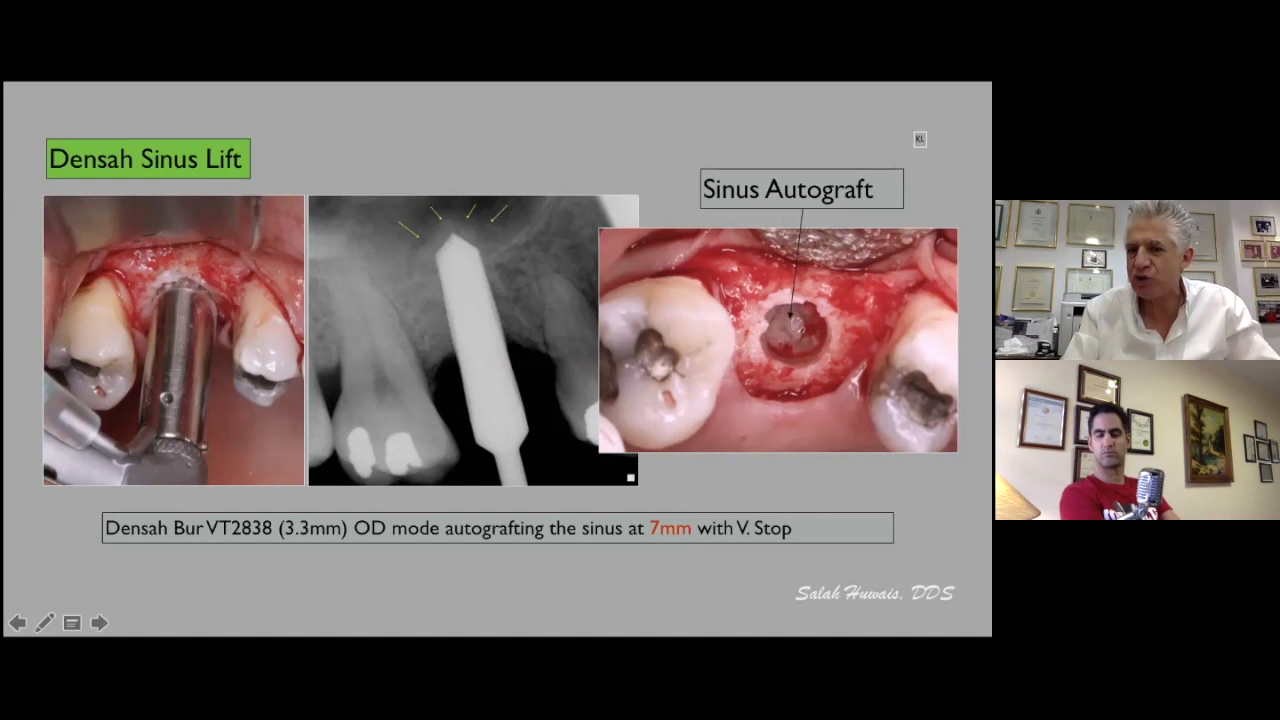 KL
Densah Sinus Lift
Sinus Autograft
Densah Bur VT2838 (3.3mm) OD mode autografting the sinus at 7mm with V. Stop
Salah Huwais, DDS